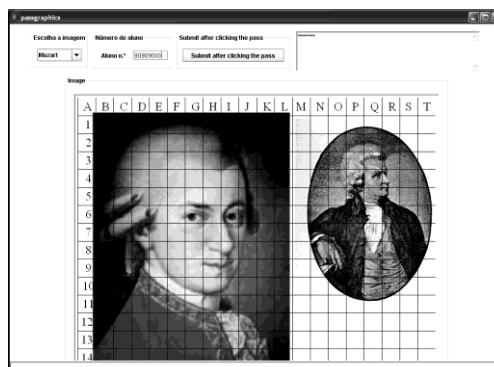 passgraphics
Escolha a imagem
Número de aluno
Submit after clicking the pass
Mozart
Aluno n.º
Submit after clicking the pass
********
Image
A B C D E F G H I J K L M N O P Q R S T
1
2
3
4
5
6
7
8
9
10
11
12
13
14